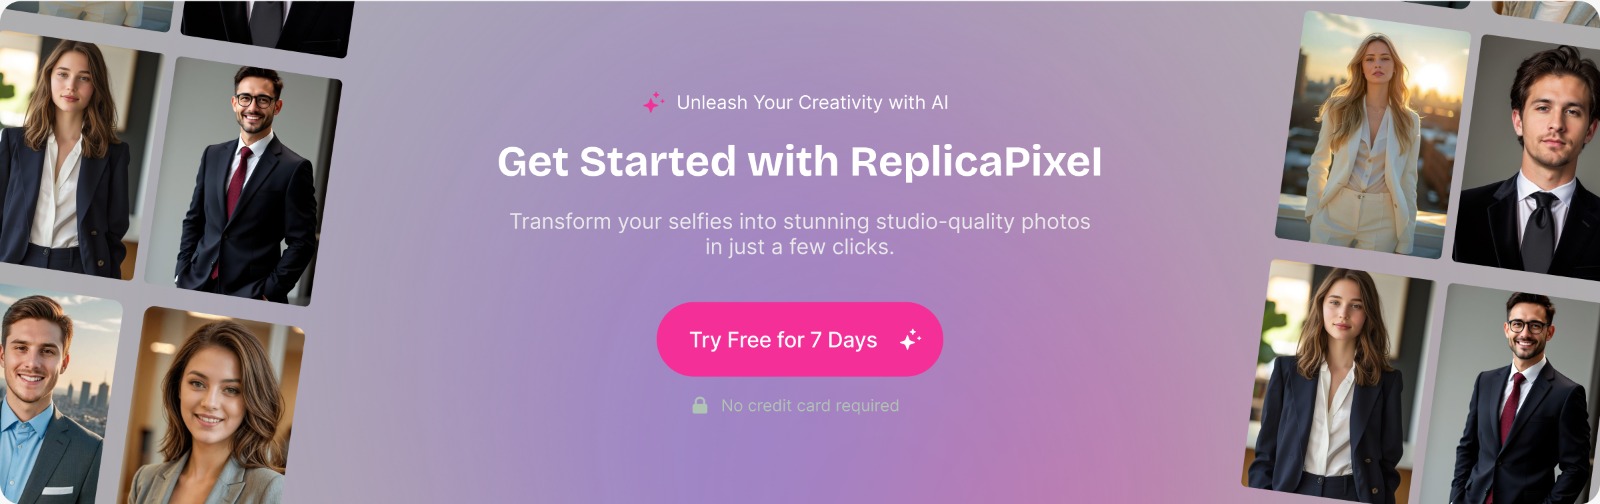 Unleash Your Creativity with AI
Get Started with ReplicaPixel
Transform your selfies into stunning studio-quality photos
in just a few clicks.
Try Free for 7 Days
No credit card required